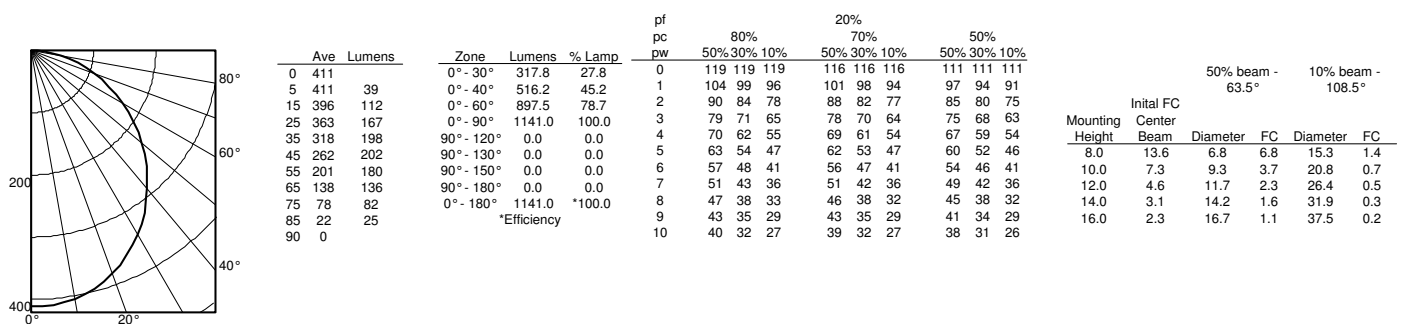 80°
60°
40°
200
400
0°
20°
Ave Lumens
0 411
5 411 39
15 396 112
25 363 167
35 318 198
45 262 202
55 201 180
65 138 136
75 78 82
85 22 25
90 0
Zone Lumens % Lamp
0° - 30° 317.8 27.8
0° - 40° 516.2 45.2
0° - 60° 897.5 78.7
0° - 90° 1141.0 100.0
90° - 120° 0.0 0.0
90° - 130° 0.0 0.0
90° - 150° 0.0 0.0
90° - 180° 0.0 0.0
0° - 180° 1141.0 *100.0
*Efficiency
pf 20%
pc 80% 70% 50%
pw 50% 30% 10% 50% 30% 10% 50% 30% 10%
0 119 119 119 116 116 116 111 111 111
1 104 99 96 101 98 94 97 94 91
2 90 84 78 88 82 77 85 80 75
3 79 71 65 78 70 64 75 68 63
4 70 62 55 69 61 54 67 59 54
5 63 54 47 62 53 47 60 52 46
6 57 48 41 56 47 41 54 46 41
7 51 43 36 51 42 36 49 42 36
8 47 38 33 46 38 32 45 38 32
9 43 35 29 43 35 29 41 34 29
10 40 32 27 39 32 27 38 31 26
50% beam - 10% beam -
63.5° 108.5°
Inital FC
Mounting Center
Height Beam Diameter FC Diameter FC
8.0 13.6 6.8 6.8 15.3 1.4
10.0 7.3 9.3 3.7 20.8 0.7
12.0 4.6 11.7 2.3 26.4 0.5
14.0 3.1 14.2 1.6 31.9 0.3
16.0 2.3 16.7 1.1 37.5 0.2